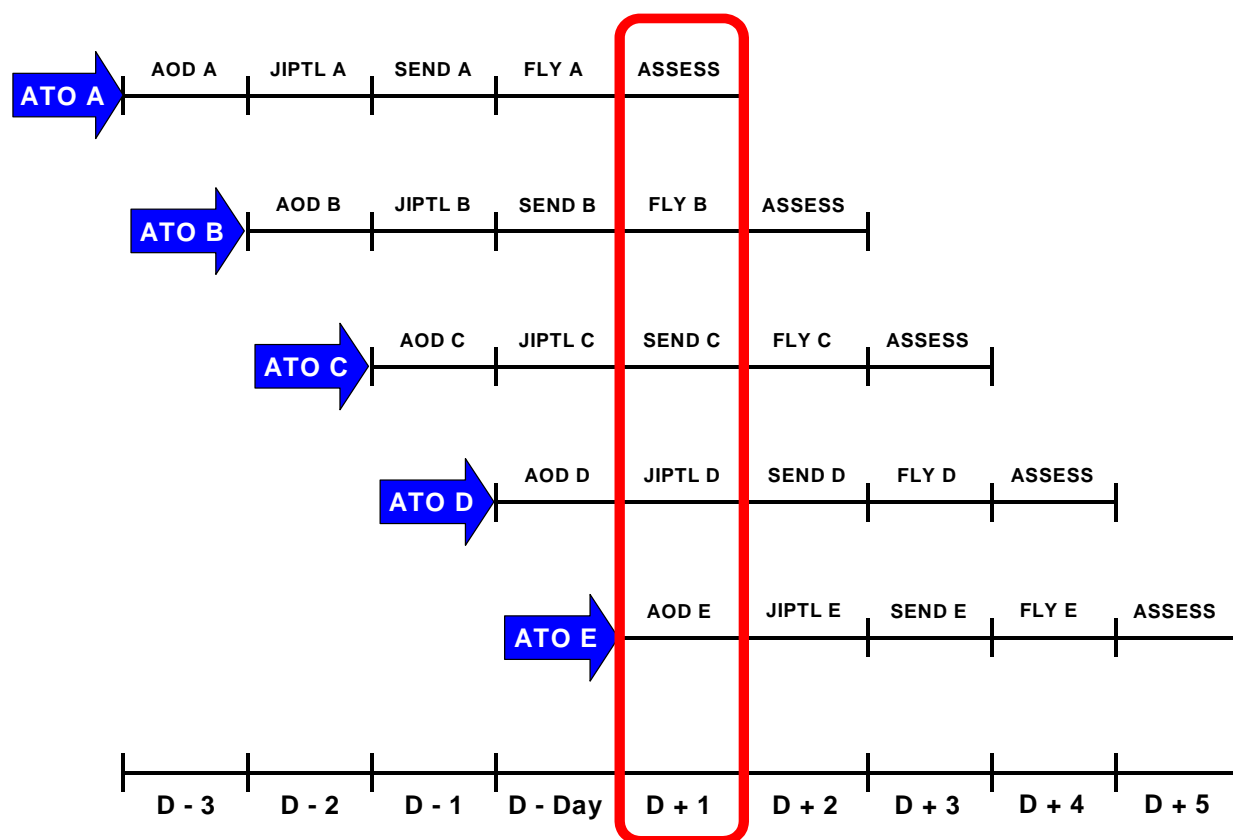 AOD A JIPTL A SEND A FLY A ASSESS
ATO A
AOD B JIPTL B SEND B FLY B ASSESS
ATO B
AOD C JIPTL C SEND C FLY C ASSESS
ATO C
AOD D JIPTL D SEND D FLY D ASSESS
ATO D
AOD E JIPTL E SEND E FLY E ASSESS
ATO E
D - 3 D - 2 D - 1 D - Day D + 1 D + 2 D + 3 D + 4 D + 5